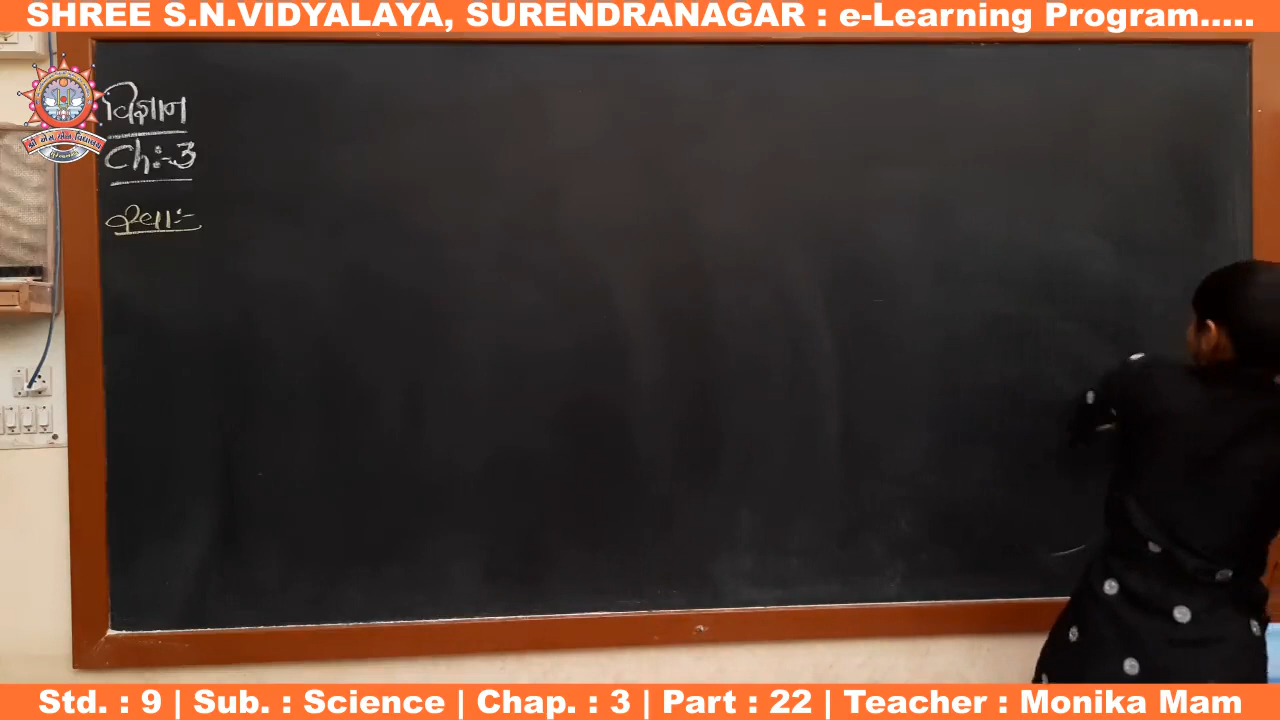 SHREE S.N.VIDYALAYA, SURENDRANAGAR : e-Learning Program.....
વિજ્ઞાન
Ch:-3
Std. : 9 | Sub. : Science | Chap. : 3 | Part : 22 | Teacher : Monika Mam